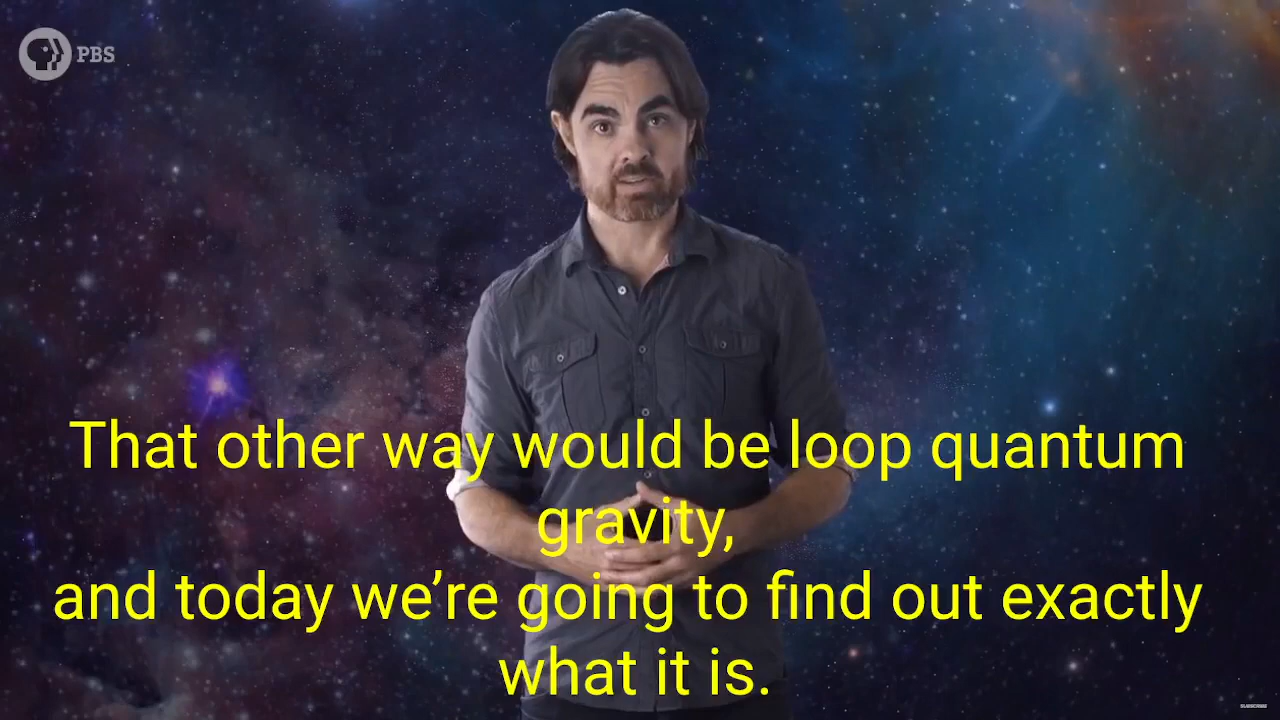 PBS
That other way would be loop quantum
gravity,
and today we’re going to find out exactly
what it is.
SUBSCRIBE